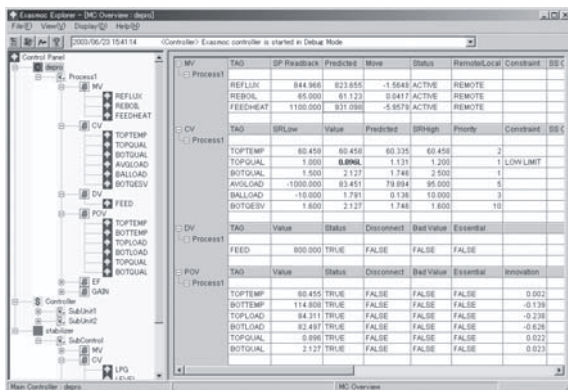 Exasmoc Explorer - [MC Overview : depro]
File(F) View(V) Display(D) Help(H)
2003/06/23 15:41:14 <Controller> Exasmoc controller is started in Debug Mode
Control Panel
depro
Process1
MV
REFLUX
REBOIL
FEEDHEAT
CV
TOPTEMP
TOPQUAL
BOTQUAL
AVGLOAD
BALLOAD
BOTQESV
DV
FEED
POV
TOPTEMP
BOTTEMP
TOPLOAD
BOTLOAD
TOPQUAL
BOTQUAL
EF
GAIN
Controller
SubUnit1
SubUnit2
stabilizer
SubControl
MV
CV
LPG
LEVEL
MV TAG SP Readback Predicted Move Status Remote/Local Constraint SS
Process1
REFLUX 844.966 823.655 -1.5648 ACTIVE REMOTE
REBOIL 65.000 61.123 0.0417 ACTIVE REMOTE
FEEDHEAT 1100.000 931.098 -5.9579 ACTIVE REMOTE
CV TAG SRLow Value Predicted SRHigh Priority Constraint SS
Process1
TOPTEMP 60.458 60.458 60.335 60.458 2
TOPQUAL 1.000 0.896L 1.131 1.200 1 LOW LIMIT
BOTQUAL 1.500 2.127 1.746 2.500 1
AVGLOAD -1000.000 83.451 79.894 95.000 5
BALLOAD -10.000 1.791 0.136 10.000 3
BOTQESV 1.600 2.127 1.746 1.600 10
DV TAG Value Status Disconnect Bad Value Essential
Process1
FEED 800.000 TRUE FALSE FALSE FALSE
POV TAG Value Status Disconnect Bad Value Essential Innovation
Process1
TOPTEMP 60.455 TRUE FALSE FALSE FALSE 0.002
BOTTEMP 114.808 TRUE FALSE FALSE FALSE -0.139
TOPLOAD 84.311 TRUE FALSE FALSE FALSE -0.238
BOTLOAD 82.497 TRUE FALSE FALSE FALSE -0.626
TOPQUAL 0.896 TRUE FALSE FALSE FALSE 0.022
BOTQUAL 2.127 TRUE FALSE FALSE FALSE 0.023
Main Controller : depro MC Overview